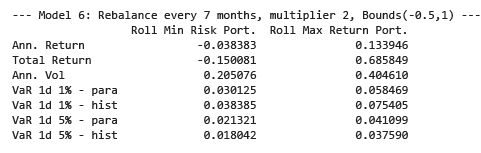 --- Model 6: Rebalance every 7 months, multiplier 2, Bounds(-0.5,1) ---
Roll Min Risk Port. Roll Max Return Port.
Ann. Return -0.038383 0.133946
Total Return -0.150081 0.685849
Ann. Vol 0.205076 0.404610
VaR 1d 1% - para 0.030125 0.058469
VaR 1d 1% - hist 0.038385 0.075405
VaR 1d 5% - para 0.021321 0.041099
VaR 1d 5% - hist 0.018042 0.037590